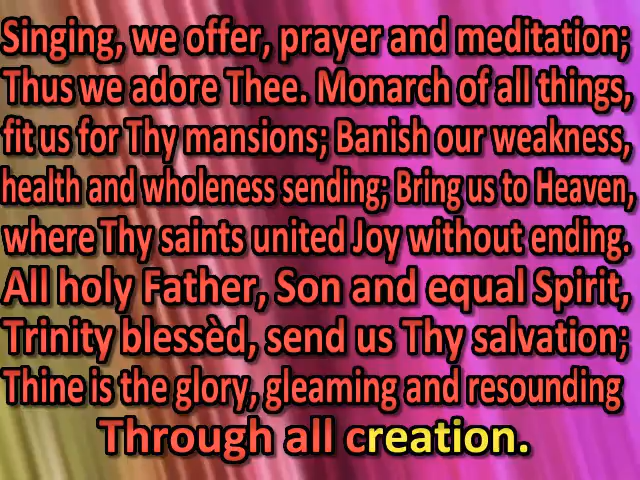 Singing, we offer, prayer and meditation;
Thus we adore Thee. Monarch of all things,
fit us for Thy mansions; Banish our weakness,
health and wholeness sending; Bring us to Heaven,
where Thy saints united Joy without ending.
All holy Father, Son and equal Spirit,
Trinity blessèd, send us Thy salvation;
Thine is the glory, gleaming and resounding
Through all creation.